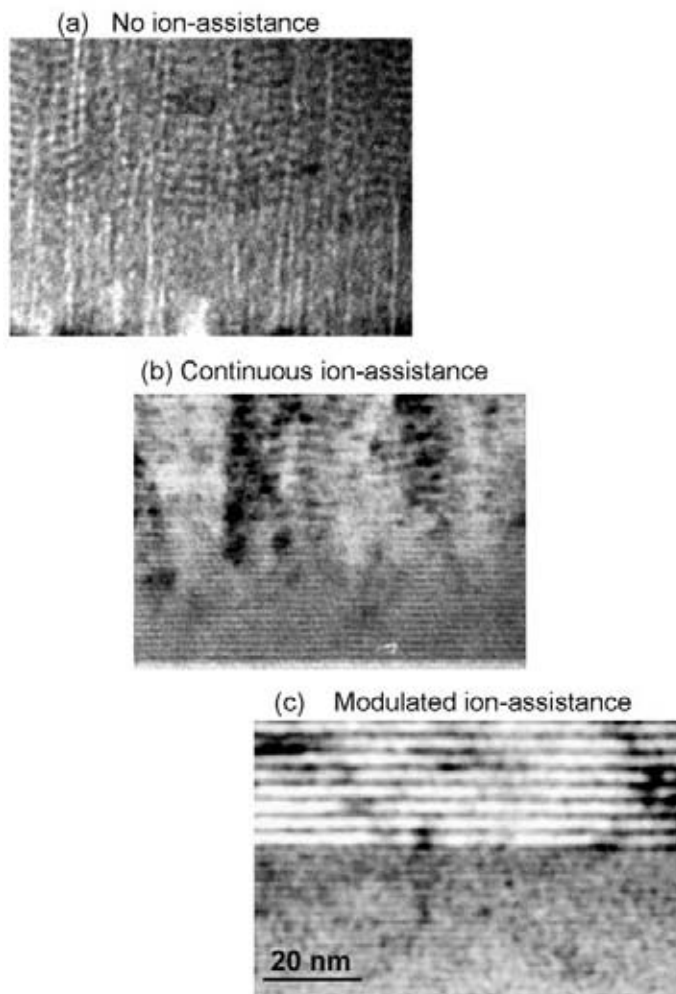 (a) No ion-assistance
(b) Continuous ion-assistance
(c) Modulated ion-assistance
20 nm